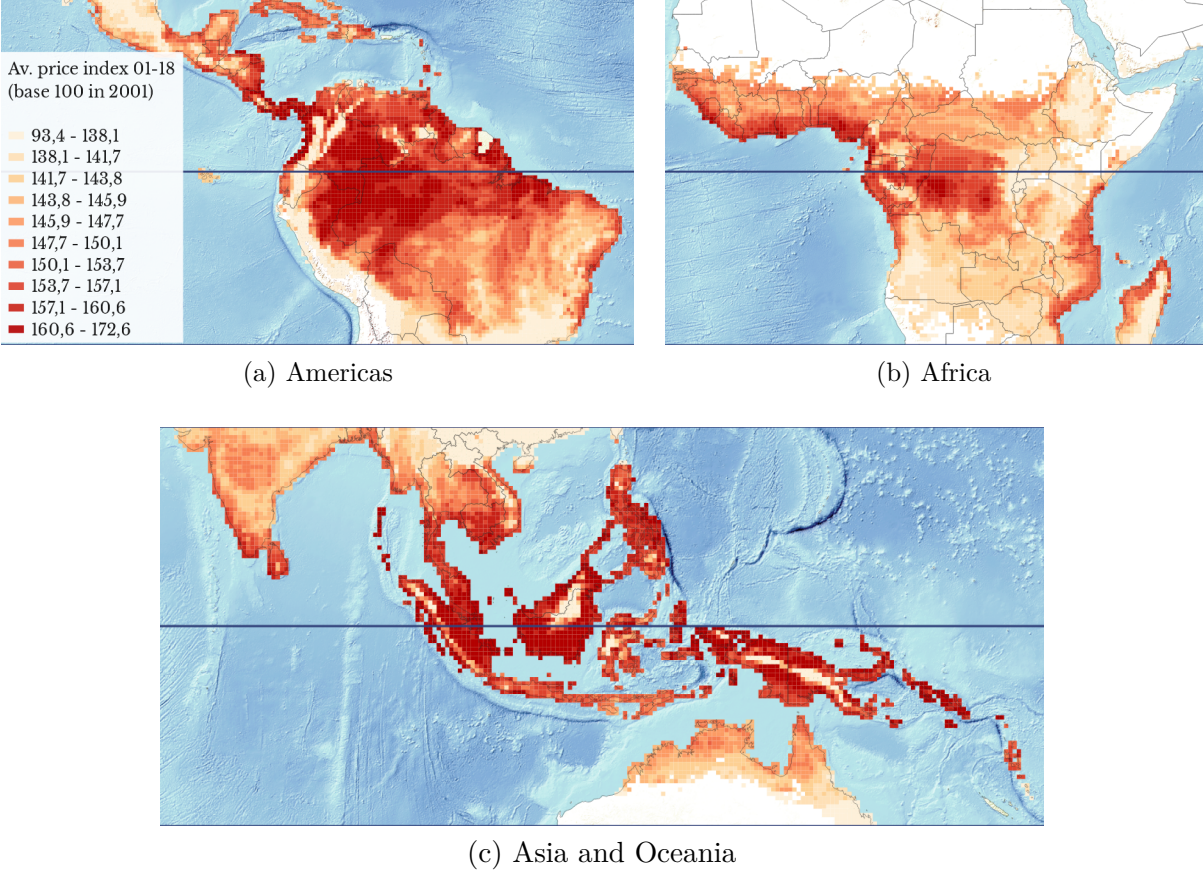 Av. price index 01-18
(base 100 in 2001)
93,4 - 138,1
138,1 - 141,7
141,7 - 143,8
143,8 - 145,9
145,9 - 147,7
147,7 - 150,1
150,1 - 153,7
153,7 - 157,1
157,1 - 160,6
160,6 - 172,6
(a) Americas
(b) Africa
(c) Asia and Oceania